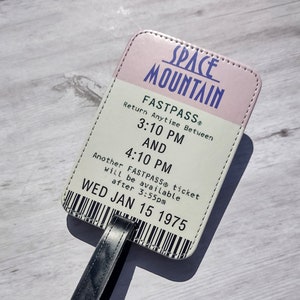 SPACE
MOUNTAIN
FASTPASS®
Return Anytime Between
3:10 PM
AND
4:10 PM
Another FASTPASS® ticket
will be available
after 3:55pm
WED JAN 15 1975